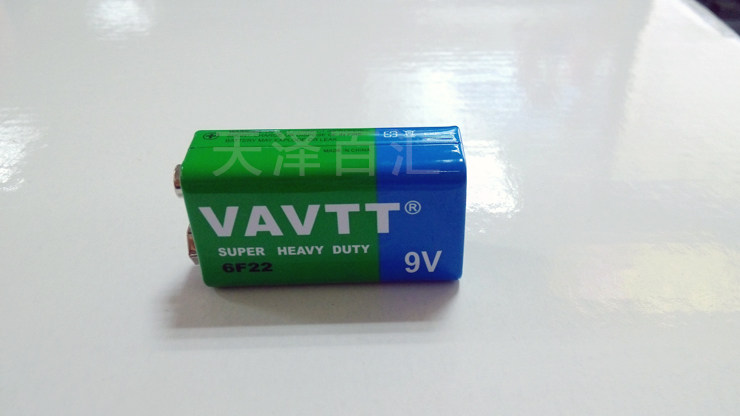 天泽百汇
VAVTT®
SUPER HEAVY DUTY
6F22
9V